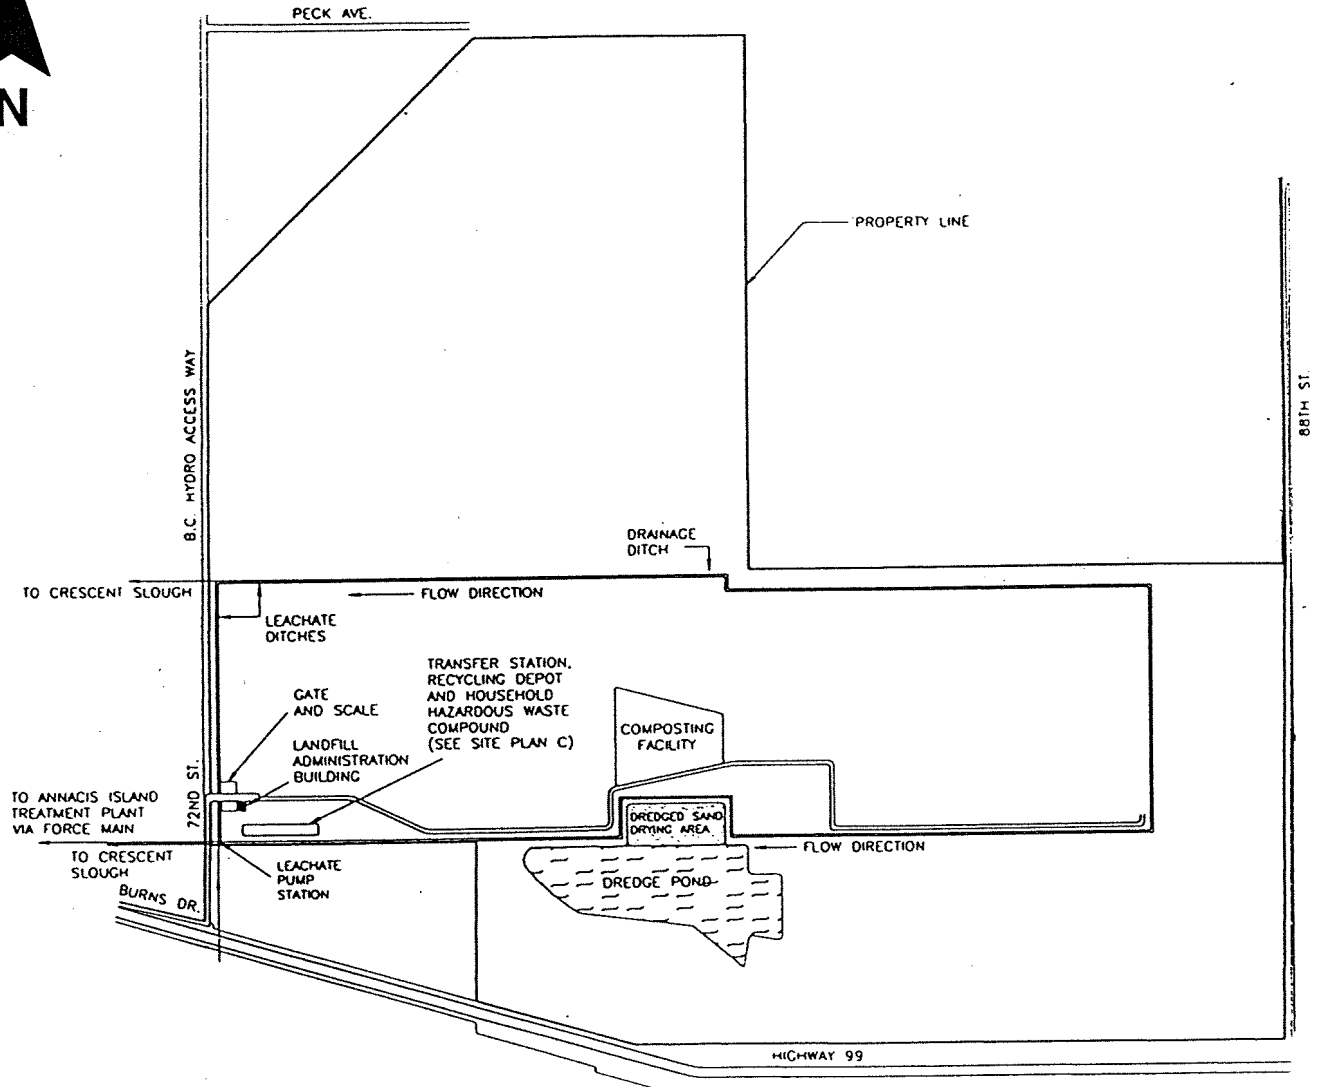 PECK AVE.
N
PROPERTY LINE
B.C. HYDRO ACCESS WAY
88TH ST.
DRAINAGE
DITCH
TO CRESCENT SLOUGH
FLOW DIRECTION
LEACHATE
DITCHES
TRANSFER STATION,
RECYCLING DEPOT
AND HOUSEHOLD
HAZARDOUS WASTE
COMPOUND
(SEE SITE PLAN C)
GATE
AND SCALE
COMPOSTING
FACILITY
LANDFILL
ADMINISTRATION
BUILDING
72ND ST.
TO ANNACIS ISLAND
TREATMENT PLANT
VIA FORCE MAIN
DREDGED SAND
DRYING AREA
FLOW DIRECTION
TO CRESCENT
SLOUGH
LEACHATE
PUMP
STATION
DREDGE POND
BURNS DR.
HIGHWAY 99